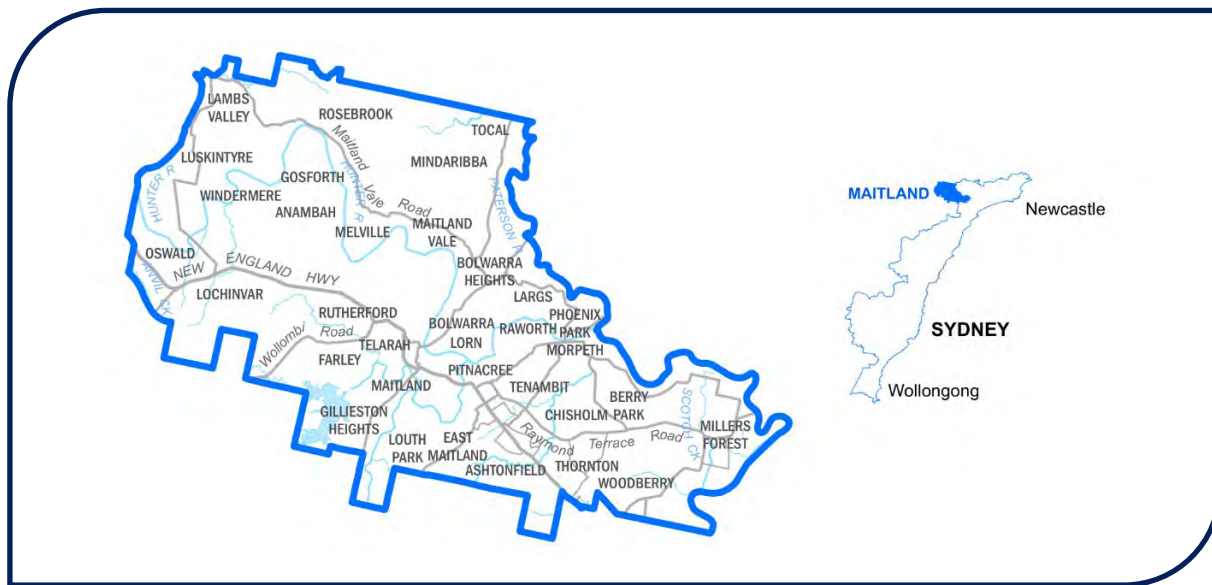 LAMBS
VALLEY
ROSEBROOK
TOCAL
Maitland
Vale
Road
MINDARIBBA
LUSKINTYRE
GOSFORTH
HUNTER R
HUNTER R
WINDERMERE
ANAMBAH
MELVILLE
MAITLAND
VALE
PATERSON R
OSWALD
NEW ENGLAND HWY
ANVIL CK
LOCHINVAR
BOLWARRA
HEIGHTS
LARGS
RUTHERFORD
PHOENIX
PARK
BOLWARRA
RAWORTH
LORN
Wollombi Road
TELARAH
FARLEY
MORPETH
PITNACREE
MAITLAND
TENAMBIT
BERRY
PARK
CHISHOLM
SCOTCH CK
GILLIESTON
HEIGHTS
MILLERS
FOREST
Raymond Terrace Road
LOUTH
PARK
EAST
MAITLAND
ASHTONFIELD
THORNTON
WOODBERRY
MAITLAND
Newcastle
SYDNEY
Wollongong